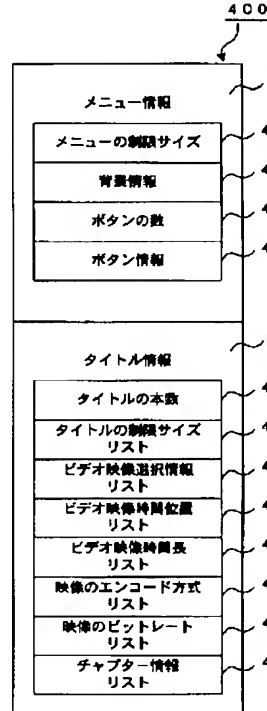 400
メニュー情報
メニューの制限サイズ
背景情報
ボタンの数
ボタン情報
タイトル情報
タイトルの本数
タイトルの制限サイズ
リスト
ビデオ映像選択情報
リスト
ビデオ映像時間位置
リスト
ビデオ映像時間長
リスト
映像のエンコード方式
リスト
映像のビットレート
リスト
チャプター情報
リスト